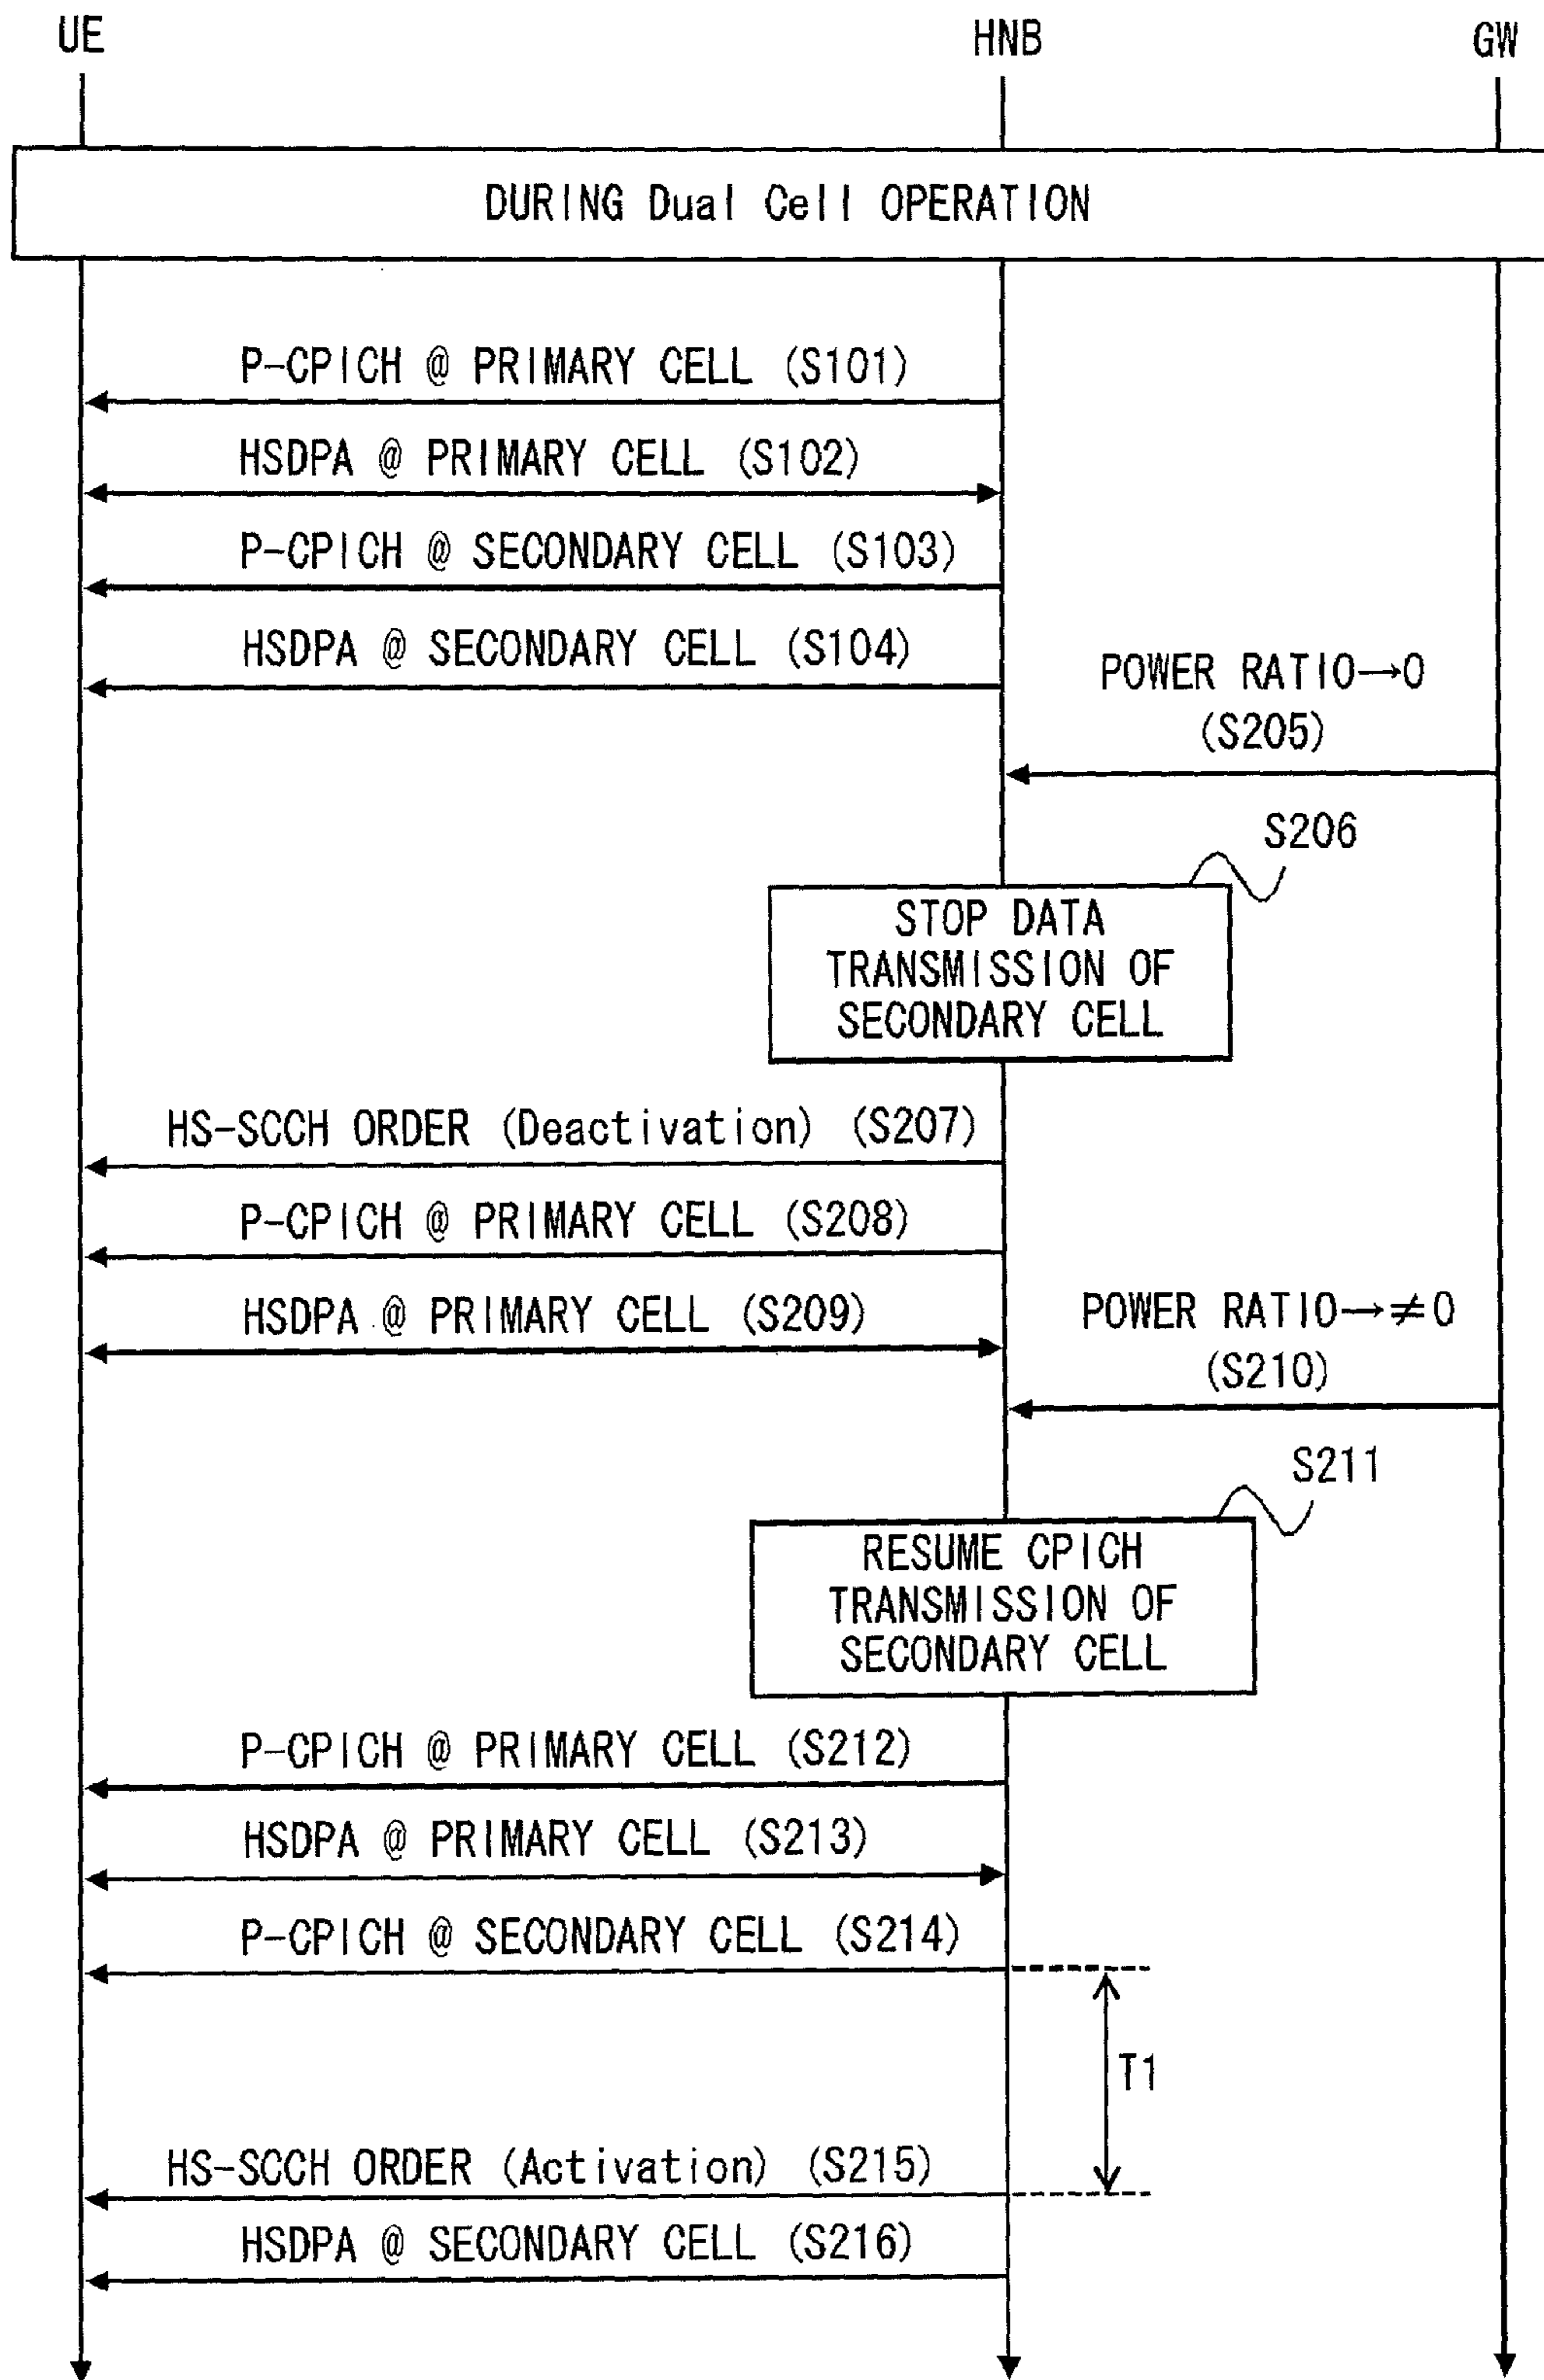 UE
HNB
GW
DURING Dual Cell OPERATION
P-CPICH @ PRIMARY CELL (S101)
HSDPA @ PRIMARY CELL (S102)
P-CPICH @ SECONDARY CELL (S103)
HSDPA @ SECONDARY CELL (S104)
POWER RATIO→0
(S205)
S206
STOP DATA
TRANSMISSION OF
SECONDARY CELL
HS-SCCH ORDER (Deactivation) (S207)
P-CPICH @ PRIMARY CELL (S208)
HSDPA @ PRIMARY CELL (S209)
POWER RATIO→≠0
(S210)
S211
RESUME CPICH
TRANSMISSION OF
SECONDARY CELL
P-CPICH @ PRIMARY CELL (S212)
HSDPA @ PRIMARY CELL (S213)
P-CPICH @ SECONDARY CELL (S214)
T1
HS-SCCH ORDER (Activation) (S215)
HSDPA @ SECONDARY CELL (S216)